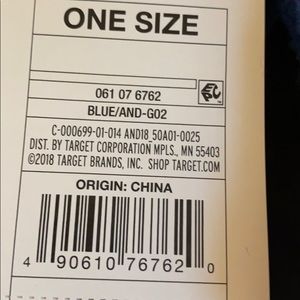 ONE SIZE
061 07 6762
BLUE/AND-G02
C-000699-01-014 AND18_50A01-0025
DIST. BY TARGET CORPORATION MPLS., MN 55403
©2018 TARGET BRANDS, INC. SHOP TARGET.COM
ORIGIN: CHINA
4 90610 76762 0